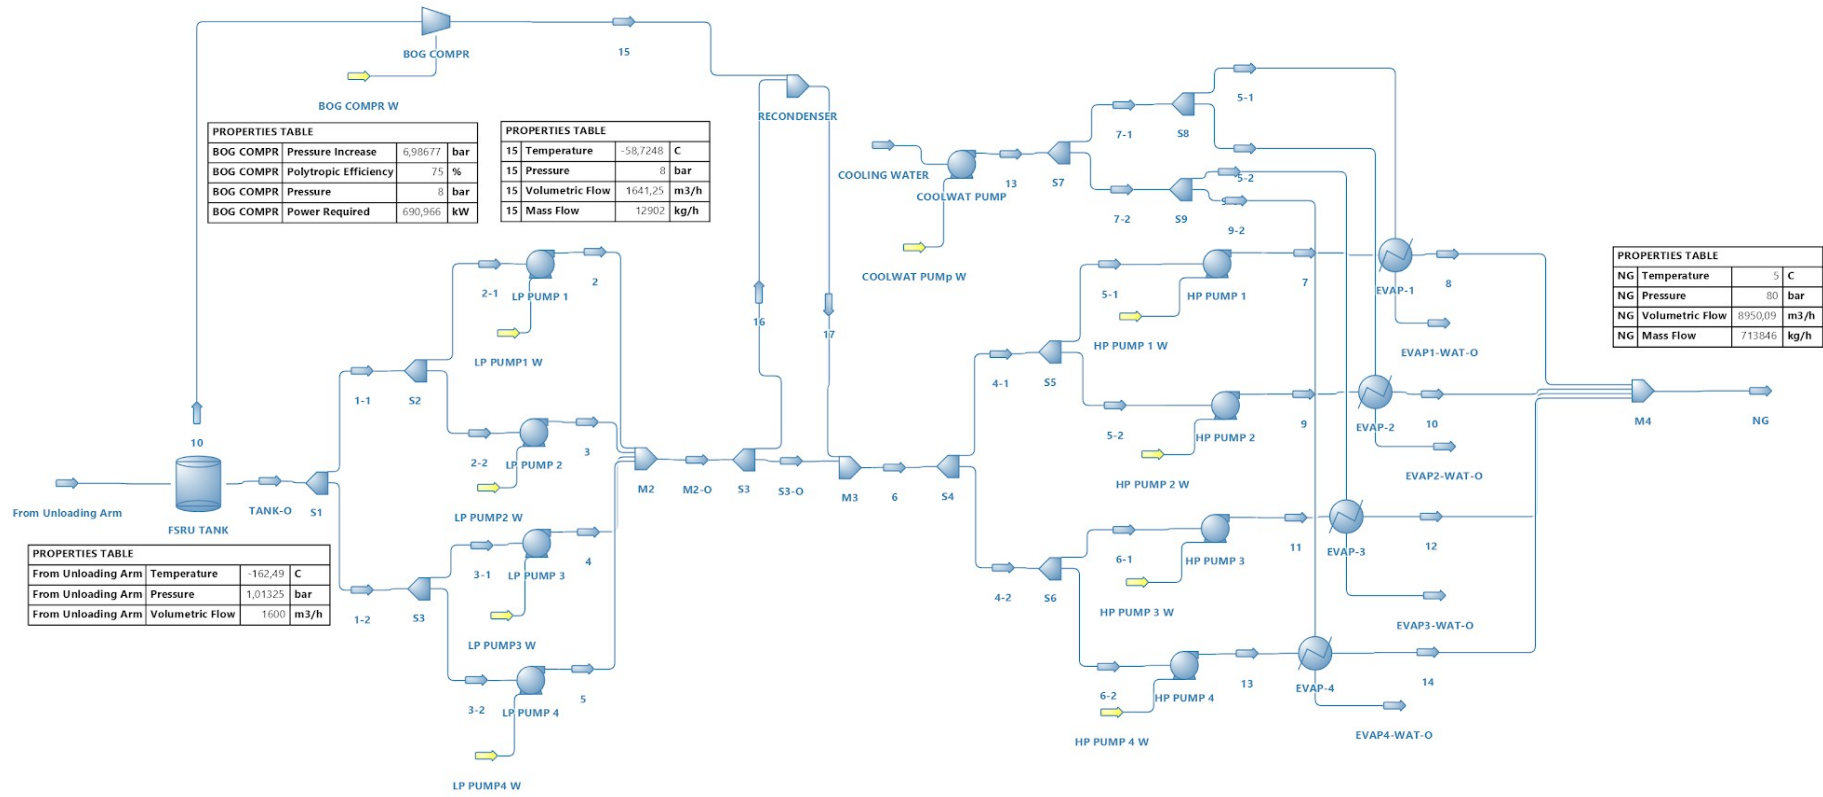 BOG COMPR
15
BOG COMPR W
RECONDENSER
PROPERTIES TABLE
BOG COMPR Pressure Increase 6,98677 bar
BOG COMPR Polytropic Efficiency 75 %
BOG COMPR Pressure 8 bar
BOG COMPR Power Required 690,966 kW
PROPERTIES TABLE
15 Temperature -58,7248 C
15 Pressure 8 bar
15 Volumetric Flow 1641,25 m3/h
15 Mass Flow 12902 kg/h
COOLING WATER
COOLWAT PUMP
COOLWAT PUMp W
13
S7
7-1
7-2
S8
S9
5-1
5-2
9-2
2-1
LP PUMP 1
2
LP PUMP1 W
1-1
S2
2-2
LP PUMP 2
3
LP PUMP2 W
10
From Unloading Arm
FSRU TANK
TANK-O
S1
PROPERTIES TABLE
From Unloading Arm Temperature -162,49 C
From Unloading Arm Pressure 1,01325 bar
From Unloading Arm Volumetric Flow 1600 m3/h
1-2
S3
3-1
LP PUMP 3
4
LP PUMP3 W
3-2
LP PUMP 4
5
LP PUMP4 W
M2
M2-O
S3
S3-O
M3
6
S4
16
17
4-1
S5
5-1
HP PUMP 1
7
HP PUMP 1 W
5-2
HP PUMP 2
9
HP PUMP 2 W
4-2
S6
6-1
HP PUMP 3
11
HP PUMP 3 W
6-2
HP PUMP 4
13
HP PUMP 4 W
EVAP-1
8
EVAP1-WAT-O
EVAP-2
10
EVAP2-WAT-O
EVAP-3
12
EVAP3-WAT-O
EVAP-4
14
EVAP4-WAT-O
M4
NG
PROPERTIES TABLE
NG Temperature 5 C
NG Pressure 80 bar
NG Volumetric Flow 8950,09 m3/h
NG Mass Flow 713846 kg/h